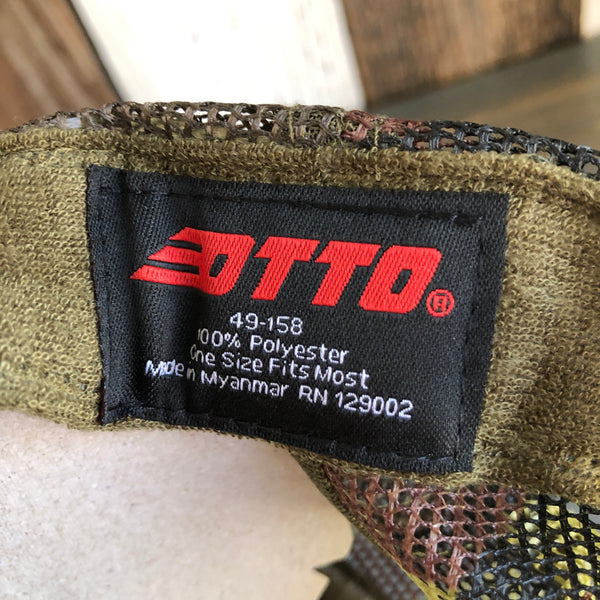 OTTO®
49-158
100% Polyester
One Size Fits Most
Made in Myanmar RN 129002